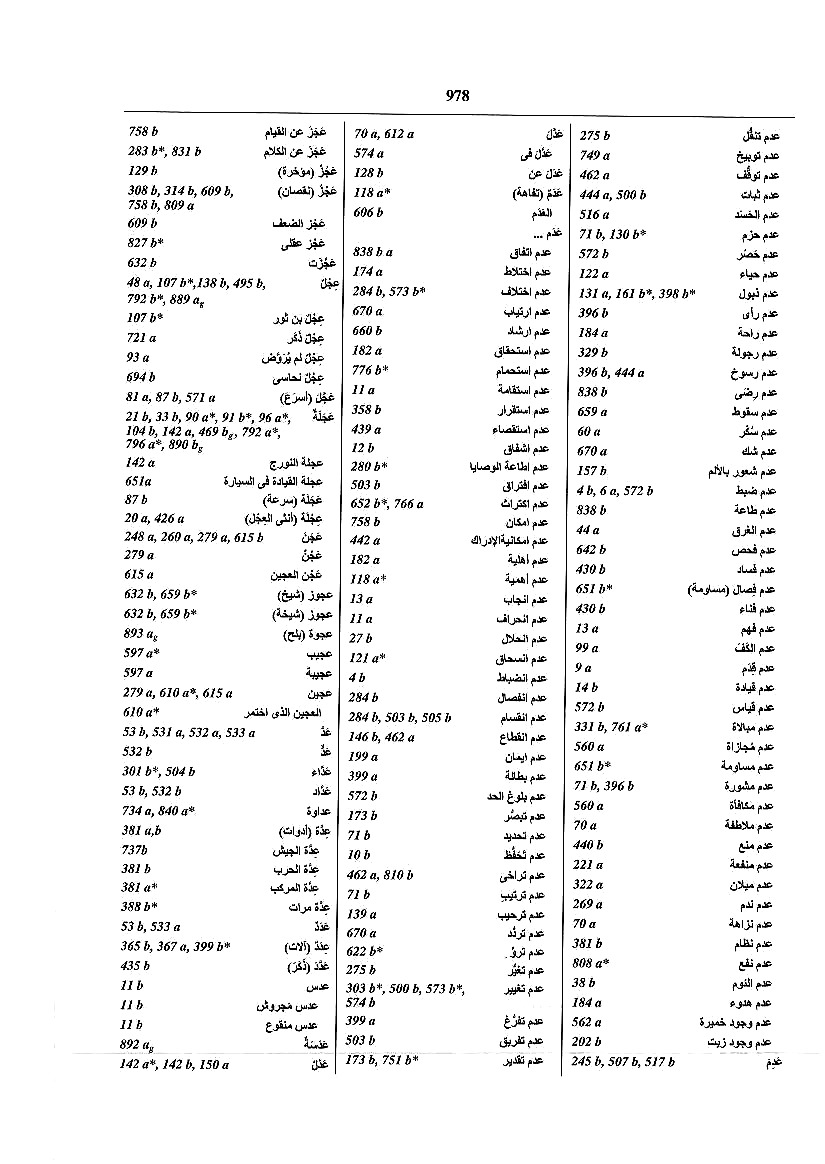 978
758 b عَجْز عن القيام
283 b*, 831 b عَجْز عن الكلام
129 b عَجُزْ (مؤخرة)
308 b, 314 b, 609 b, عَجْز (نقصان)
758 b, 809 a
609 b عَجْز الضعف
827 b* عَجْز عقلى
632 b عَجُزَت
48 a, 107 b*,138 b, 495 b, عِجْل
792 b*, 889 ag
107 b* عِجْل بن ثور
721 a عِجْل ذَكَر
93 a عِجْل لم يُرَوَّض
694 b عِجْل نحاسى
81 a, 87 b, 571 a عَجَّلَ (أسرَعَ)
21 b, 33 b, 90 a*, 91 b*, 96 a*, عَجَلَةٌ
104 b, 142 a, 469 bg, 792 a*,
796 a*, 890 bg
142 a عجلة النورج
651a عجلة القيادة فى السيارة
87 b عَجَلة (سرعة)
20 a, 426 a عِجْلة (أنثى العِجْل)
248 a, 260 a, 279 a, 615 b عَجَنَ
279 a عَجْنٌ
615 a عَجَن العجين
632 b, 659 b* عجوز (شيخ)
632 b, 659 b* عجوز (شيخة)
893 ag عجوة (بلح)
597 a* عجيب
597 a عجيبة
279 a, 610 a*, 615 a عجين
610 a* العجين الذى اختمر
53 b, 531 a, 532 a, 533 a عَدَّ
532 b عَدٌّ
301 b*, 504 b عَدَّاء
53 b, 532 b عَدَّاد
734 a, 840 a* عداوة
381 a,b عِدَّة (أدوات)
737b عِدَّة الجيش
381 b عِدَّة الحرب
381 a* عِدَّة المركب
388 b* عِدَّة مرات
53 b, 533 a عَدَدٌ
365 b, 367 a, 399 b* عِدَدٌ (آلات)
435 b عَدَّدَ (ذَكَرَ)
11 b عدس
11 b عدس مَجروش
11 b عدس منقوع
892 ag عَدَسَةٌ
142 a*, 142 b, 150 a عَدْلٌ
70 a, 612 a عَدَّلَ
574 a عَدَّل فى
128 b عَدَل عن
118 a* عَدَمٌ (تفاهة)
606 b العَدَم
عَدَم ...
838 b a عدم اتفاق
174 a عدم اختلاط
284 b, 573 b* عدم اختلاف
670 a عدم ارتياب
660 b عدم ارشاد
182 a عدم استحقاق
776 b* عدم استحمام
11 a عدم استقامة
358 b عدم استقرار
439 a عدم استقصاء
12 b عدم اشفاق
280 b* عدم اطاعة الوصايا
503 b عدم افتراق
652 b*, 766 a عدم اكتراث
758 b عدم امكان
442 a عدم امكانيةالإدراك
182 a عدم أهلية
118 a* عدم أهمية
13 a عدم انجاب
11 a عدم انحراف
27 b عدم انحلال
121 a* عدم انسحاق
4 b عدم انضباط
284 b عدم انفصال
284 b, 503 b, 505 b عدم انقسام
146 b, 462 a عدم انقطاع
199 a عدم ايمان
399 a عدم بطالة
572 b عدم بلوغ الحد
173 b عدم تبصُّر
71 b عدم تحديد
10 b عدم تَحَفُّظ
462 a, 810 b عدم تراخى
71 b عدم ترتيب
139 a عدم ترحيب
670 a عدم تردُّد
622 b* عدم تروّ.
275 b عدم تغيُّر
303 b*, 500 b, 573 b*, عدم تغيير
574 b
399 a عدم تفرُّغ
503 b عدم تفريق
173 b, 751 b* عدم تقدير
275 b عدم تنقُّل
749 a عدم توبيخ
462 a عدم توقُّف
444 a, 500 b عدم ثبات
516 a عدم الحَسَد
71 b, 130 b* عدم حزم
572 b عدم حَصْر
122 a عدم حياء
131 a, 161 b*, 398 b* عدم ذبول
396 b عدم رأى
184 a عدم راحة
329 b عدم رجولة
396 b, 444 a عدم رسوخ
838 b عدم رضى
659 a عدم سقوط
60 a عدم سُكْر
670 a عدم شك
157 b عدم شعور بالألم
4 b, 6 a, 572 b عدم ضبط
838 b عدم طاعة
44 a عدم الغرق
642 b عدم فحص
430 b عدم فساد
651 b* عدم فِصال (مساومة)
430 b عدم فناء
13 a عدم فهم
99 a عدم الكَفّ
9 a عدم قِدَم
14 b عدم قيادة
572 b عدم قياس
331 b, 761 a* عدم مبالاة
560 a عدم مُجازاة
651 b* عدم مساومة
71 b, 396 b عدم مشورة
560 a عدم مكافأة
70 a عدم ملاطفة
440 b عدم منع
221 a عدم منفعة
322 a عدم ميلان
269 a عدم ندم
70 a عدم نزاهة
381 b عدم نظام
808 a* عدم نفع
38 b عدم النوم
184 a عدم هدوء
562 a عدم وجود خميرة
202 b عدم وجود زيت
245 b, 507 b, 517 b عَدِمَ